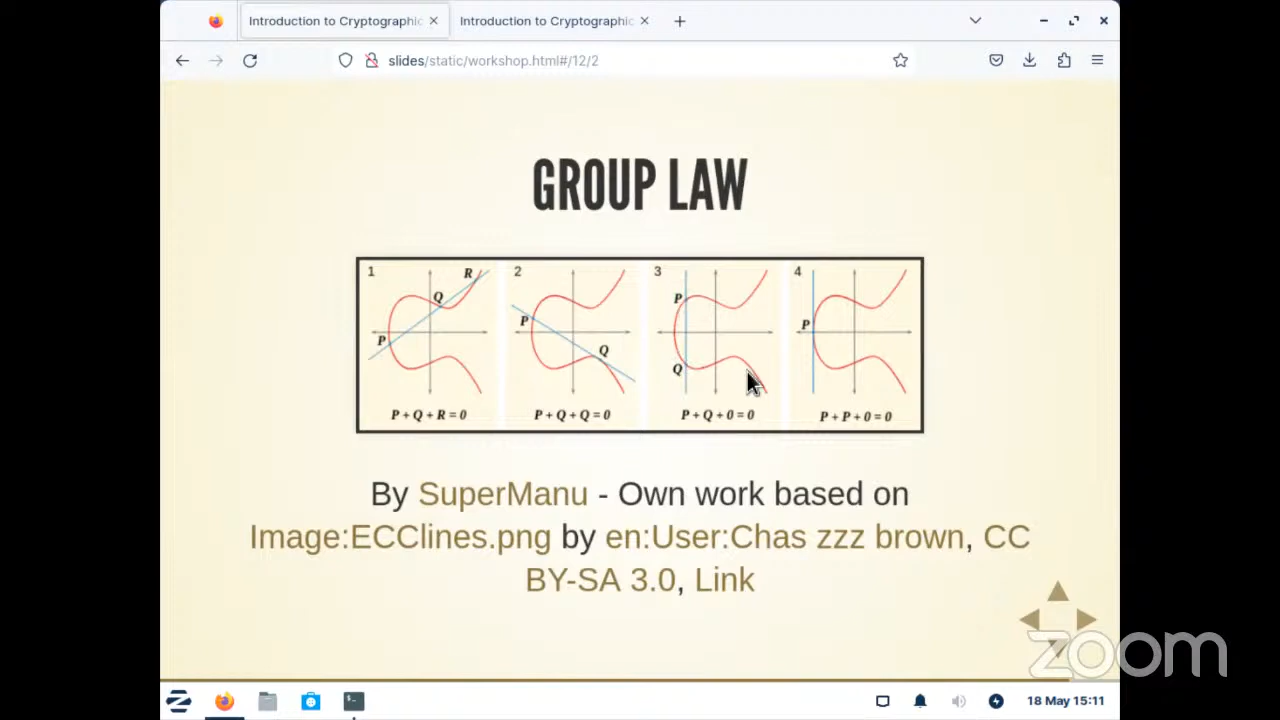 Introduction to Cryptographic
Introduction to Cryptographic
slides/static/workshop.html#/12/2
GROUP LAW
1
R
Q
P
P + Q + R = 0
2
P
Q
P + Q + Q = 0
3
P
Q
P + Q + 0 = 0
4
P
P + P + 0 = 0
By SuperManu - Own work based on
Image:ECClines.png by en:User:Chas zzz brown, CC
BY-SA 3.0, Link
zoom
18 May 15:11